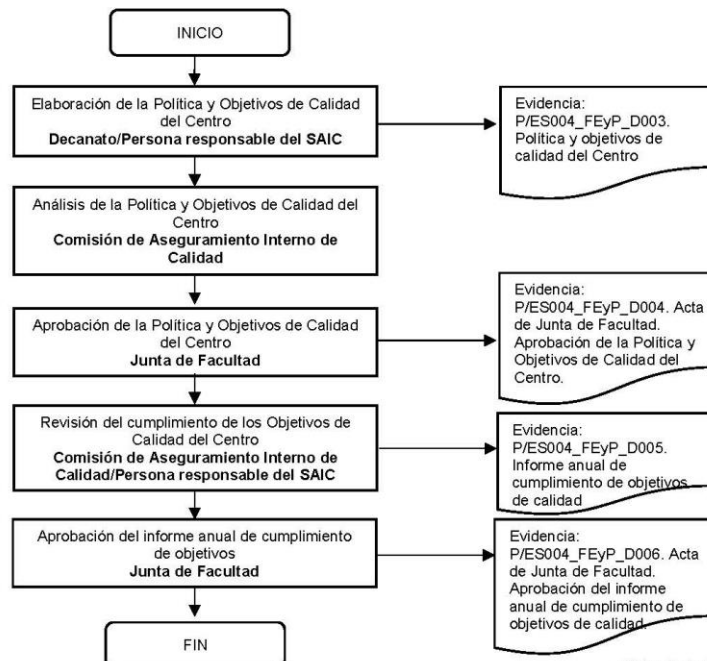 INICIO
Elaboración de la Política y Objetivos de Calidad
del Centro
Decanato/Persona responsable del SAIC
Evidencia:
P/ES004_FEyP_D003.
Política y objetivos de
calidad del Centro
Análisis de la Política y Objetivos de Calidad del
Centro
Comisión de Aseguramiento Interno de
Calidad
Aprobación de la Política y Objetivos de Calidad
del Centro
Junta de Facultad
Evidencia:
P/ES004_FEyP_D004. Acta
de Junta de Facultad.
Aprobación de la Política y
Objetivos de Calidad del
Centro.
Revisión del cumplimiento de los Objetivos de
Calidad del Centro
Comisión de Aseguramiento Interno de
Calidad/Persona responsable del SAIC
Evidencia:
P/ES004_FEyP_D005.
Informe anual de
cumplimiento de objetivos
de calidad
Aprobación del informe anual de cumplimiento
de objetivos
Junta de Facultad
Evidencia:
P/ES004_FEyP_D006. Acta
de Junta de Facultad.
Aprobación del informe
anual de cumplimiento de
objetivos de calidad.
FIN